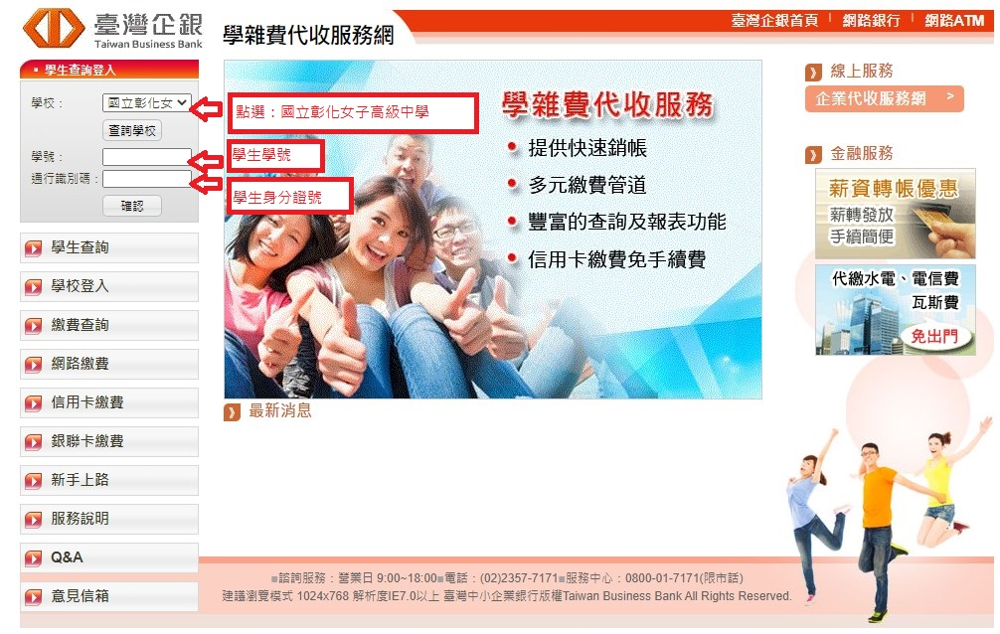 臺灣企銀
Taiwan Business Bank
學雜費代收服務網
臺灣企銀首頁 | 網路銀行 | 網路ATM
學生查詢登入
學校：
國立彰化女
查詢學校
學號：
通行識別碼：
確認
點選：國立彰化女子高級中學
學生學號
學生身分證號
學生查詢
學校登入
繳費查詢
網路繳費
信用卡繳費
銀聯卡繳費
新手上路
服務說明
Q&A
意見信箱
學雜費代收服務
提供快速銷帳
多元繳費管道
豐富的查詢及報表功能
信用卡繳費免手續費
最新消息
線上服務
企業代收服務網 >
金融服務
薪資轉帳優惠
薪轉發放
手續簡便
代繳水電、電信費
瓦斯費
免出門
■諮詢服務：營業日 9:00~18:00■電話：(02)2357-7171■服務中心：0800-01-7171(限市話)
建議瀏覽模式 1024x768 解析度IE7.0以上 臺灣中小企業銀行版權Taiwan Business Bank All Rights Reserved.